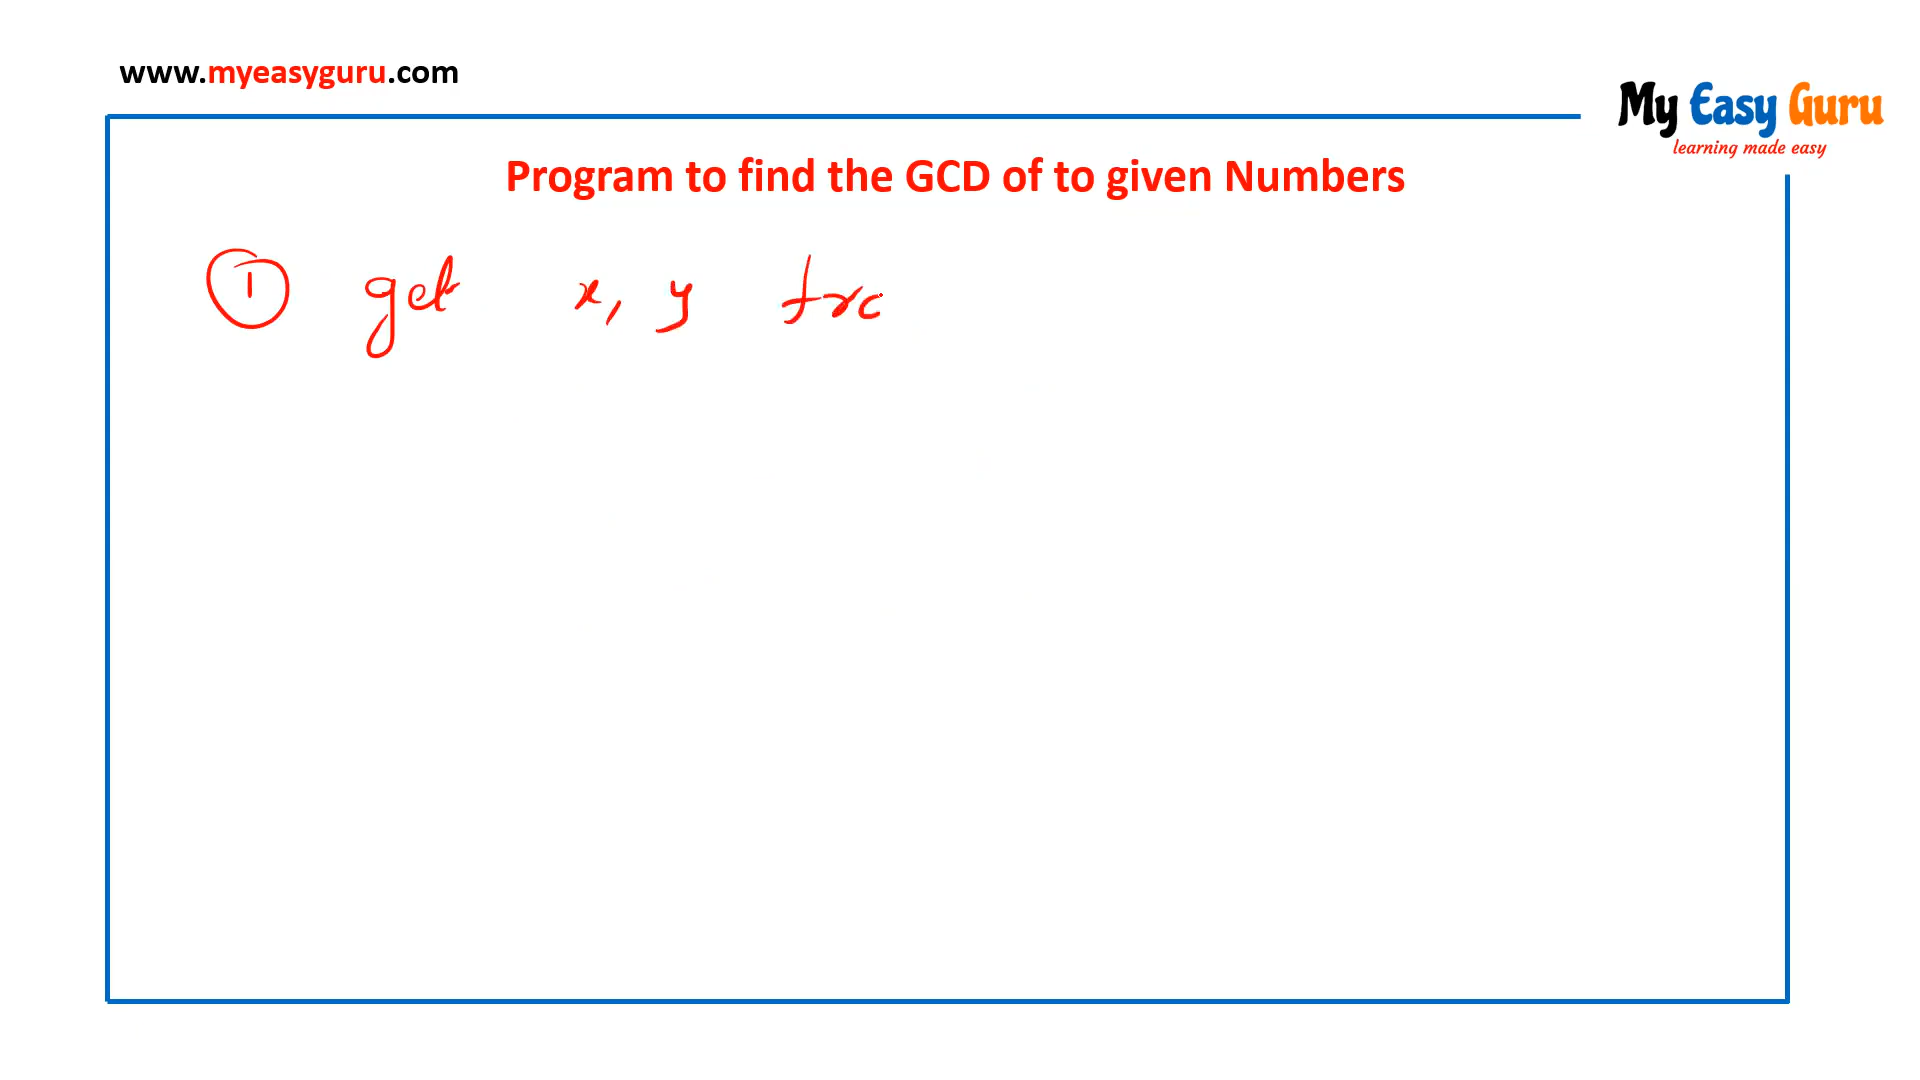 www.myeasyguru.com
My Easy Guru
learning made easy
Program to find the GCD of to given Numbers
1 get x, y